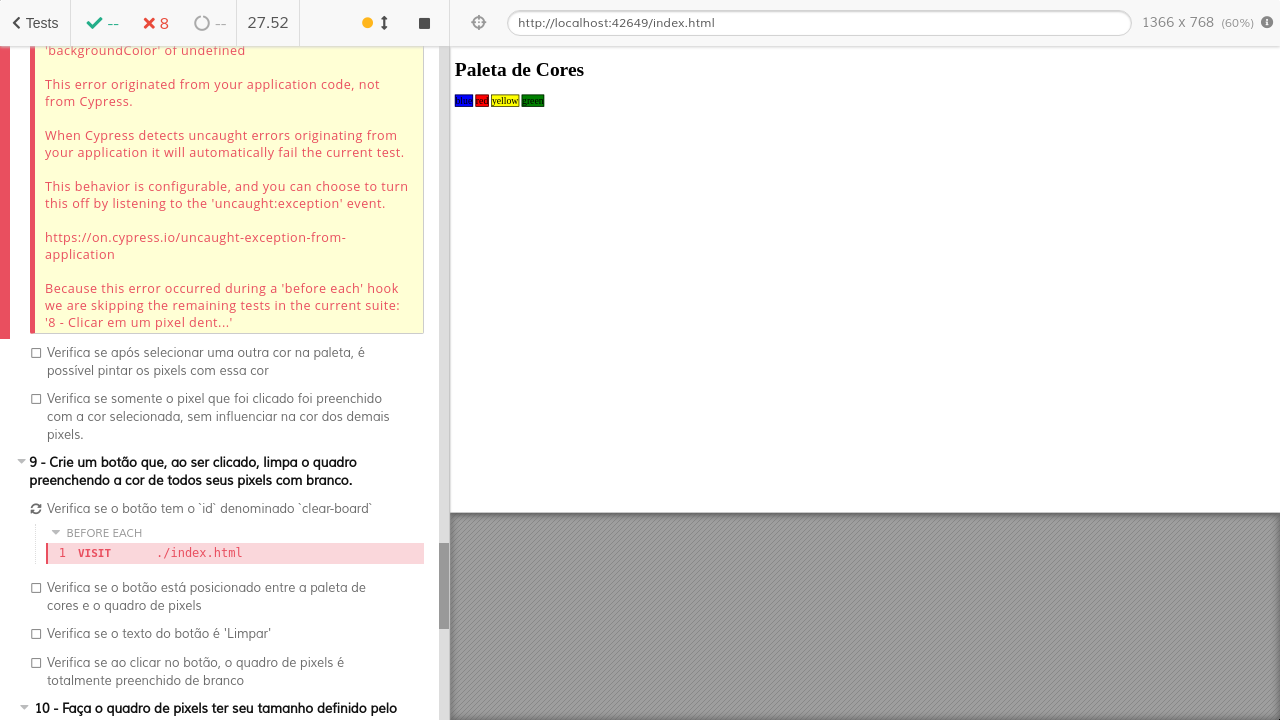 Tests -- 8 -- 27.52 http://localhost:42649/index.html 1366 x 768 (60%)
'backgroundColor' of undefined
This error originated from your application code, not
from Cypress.
When Cypress detects uncaught errors originating from
your application it will automatically fail the current test.
This behavior is configurable, and you can choose to turn
this off by listening to the 'uncaught:exception' event.
https://on.cypress.io/uncaught-exception-from-
application
Because this error occurred during a 'before each' hook
we are skipping the remaining tests in the current suite:
'8 - Clicar em um pixel dent...'
Verifica se após selecionar uma outra cor na paleta, é
possível pintar os pixels com essa cor
Verifica se somente o pixel que foi clicado foi preenchido
com a cor selecionada, sem influenciar na cor dos demais
pixels.
9 - Crie um botão que, ao ser clicado, limpa o quadro
preenchendo a cor de todos seus pixels com branco.
Verifica se o botão tem o `id` denominado `clear-board`
BEFORE EACH
1 VISIT ./index.html
Verifica se o botão está posicionado entre a paleta de
cores e o quadro de pixels
Verifica se o texto do botão é 'Limpar'
Verifica se ao clicar no botão, o quadro de pixels é
totalmente preenchido de branco
10 - Faça o quadro de pixels ter seu tamanho definido pelo
Paleta de Cores
red yellow green